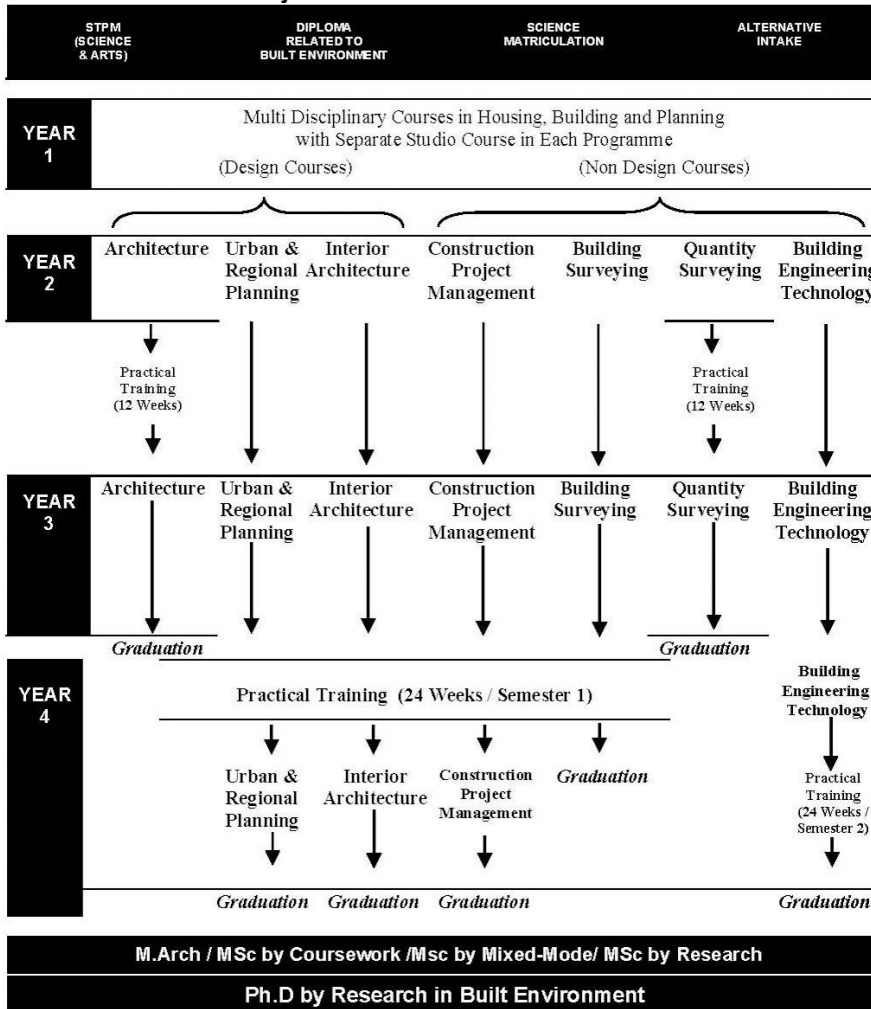 STPM
(SCIENCE
& ARTS)
DIPLOMA
RELATED TO
BUILT ENVIRONMENT
SCIENCE
MATRICULATION
ALTERNATIVE
INTAKE
YEAR
1
Multi Disciplinary Courses in Housing, Building and Planning
with Separate Studio Course in Each Programme
(Design Courses)
(Non Design Courses)
YEAR
2
Architecture
Urban &
Regional
Planning
Interior
Architecture
Construction
Project
Management
Building
Surveying
Quantity
Surveying
Building
Engineering
Technology
Practical
Training
(12 Weeks)
Practical
Training
(12 Weeks)
YEAR
3
Architecture
Urban &
Regional
Planning
Interior
Architecture
Construction
Project
Management
Building
Surveying
Quantity
Surveying
Building
Engineering
Technology
Graduation
Graduation
YEAR
4
Practical Training (24 Weeks / Semester 1)
Building
Engineering
Technology
Urban &
Regional
Planning
Interior
Architecture
Construction
Project
Management
Graduation
Practical
Training
(24 Weeks /
Semester 2)
Graduation
Graduation
Graduation
Graduation
M.Arch / MSc by Coursework /Msc by Mixed-Mode/ MSc by Research
Ph.D by Research in Built Environment